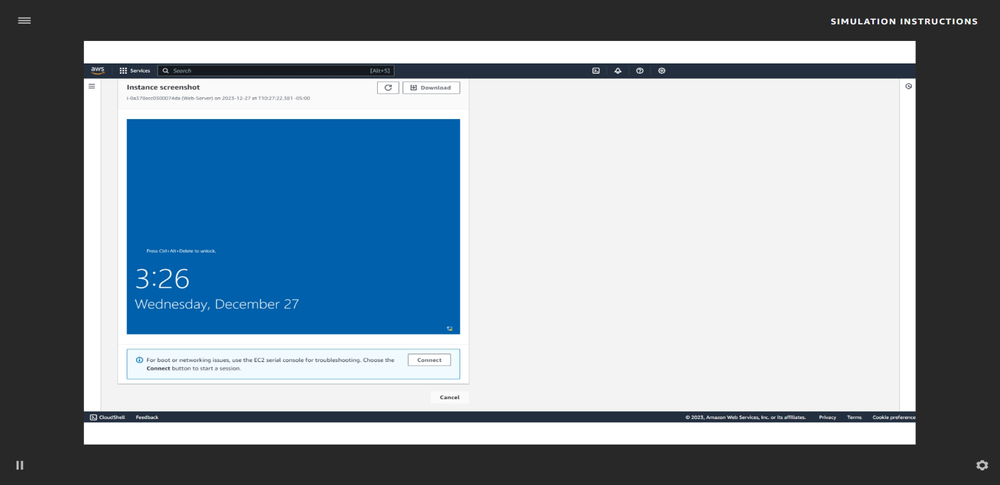 SIMULATION INSTRUCTIONS
aws Services Search [Alt+S]
Instance screenshot
Download
i-0a378ecc0300074da (Web-Server) on 2023-12-27 at T10:27:22.381 -05:00
Press Ctrl+Alt+Delete to unlock.
3:26
Wednesday, December 27
For boot or networking issues, use the EC2 serial console for troubleshooting. Choose the
Connect button to start a session.
Connect
Cancel
CloudShell Feedback © 2023, Amazon Web Services, Inc. or its affiliates. Privacy Terms Cookie preference